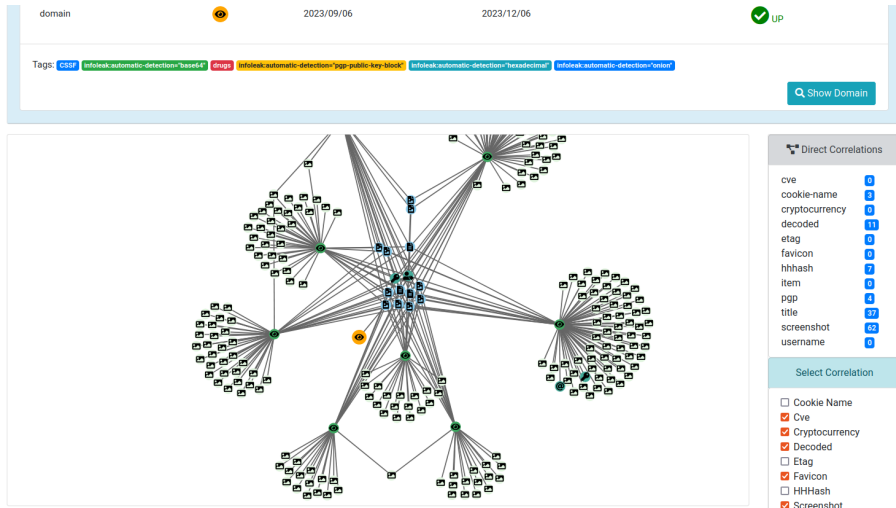 domain 2023/09/06 2023/12/06 UP
Tags: CSSF infoleak:automatic-detection="base64" drugs infoleak:automatic-detection="pgp-public-key-block" infoleak:automatic-detection="hexadecimal" infoleak:automatic-detection="onion"
Show Domain
Direct Correlations
cve 0
cookie-name 3
cryptocurrency 0
decoded 11
etag 0
favicon 0
hhhash 7
item 0
pgp 4
title 37
screenshot 62
username 0
Select Correlation
Cookie Name
Cve
Cryptocurrency
Decoded
Etag
Favicon
HHHash
Screenshot